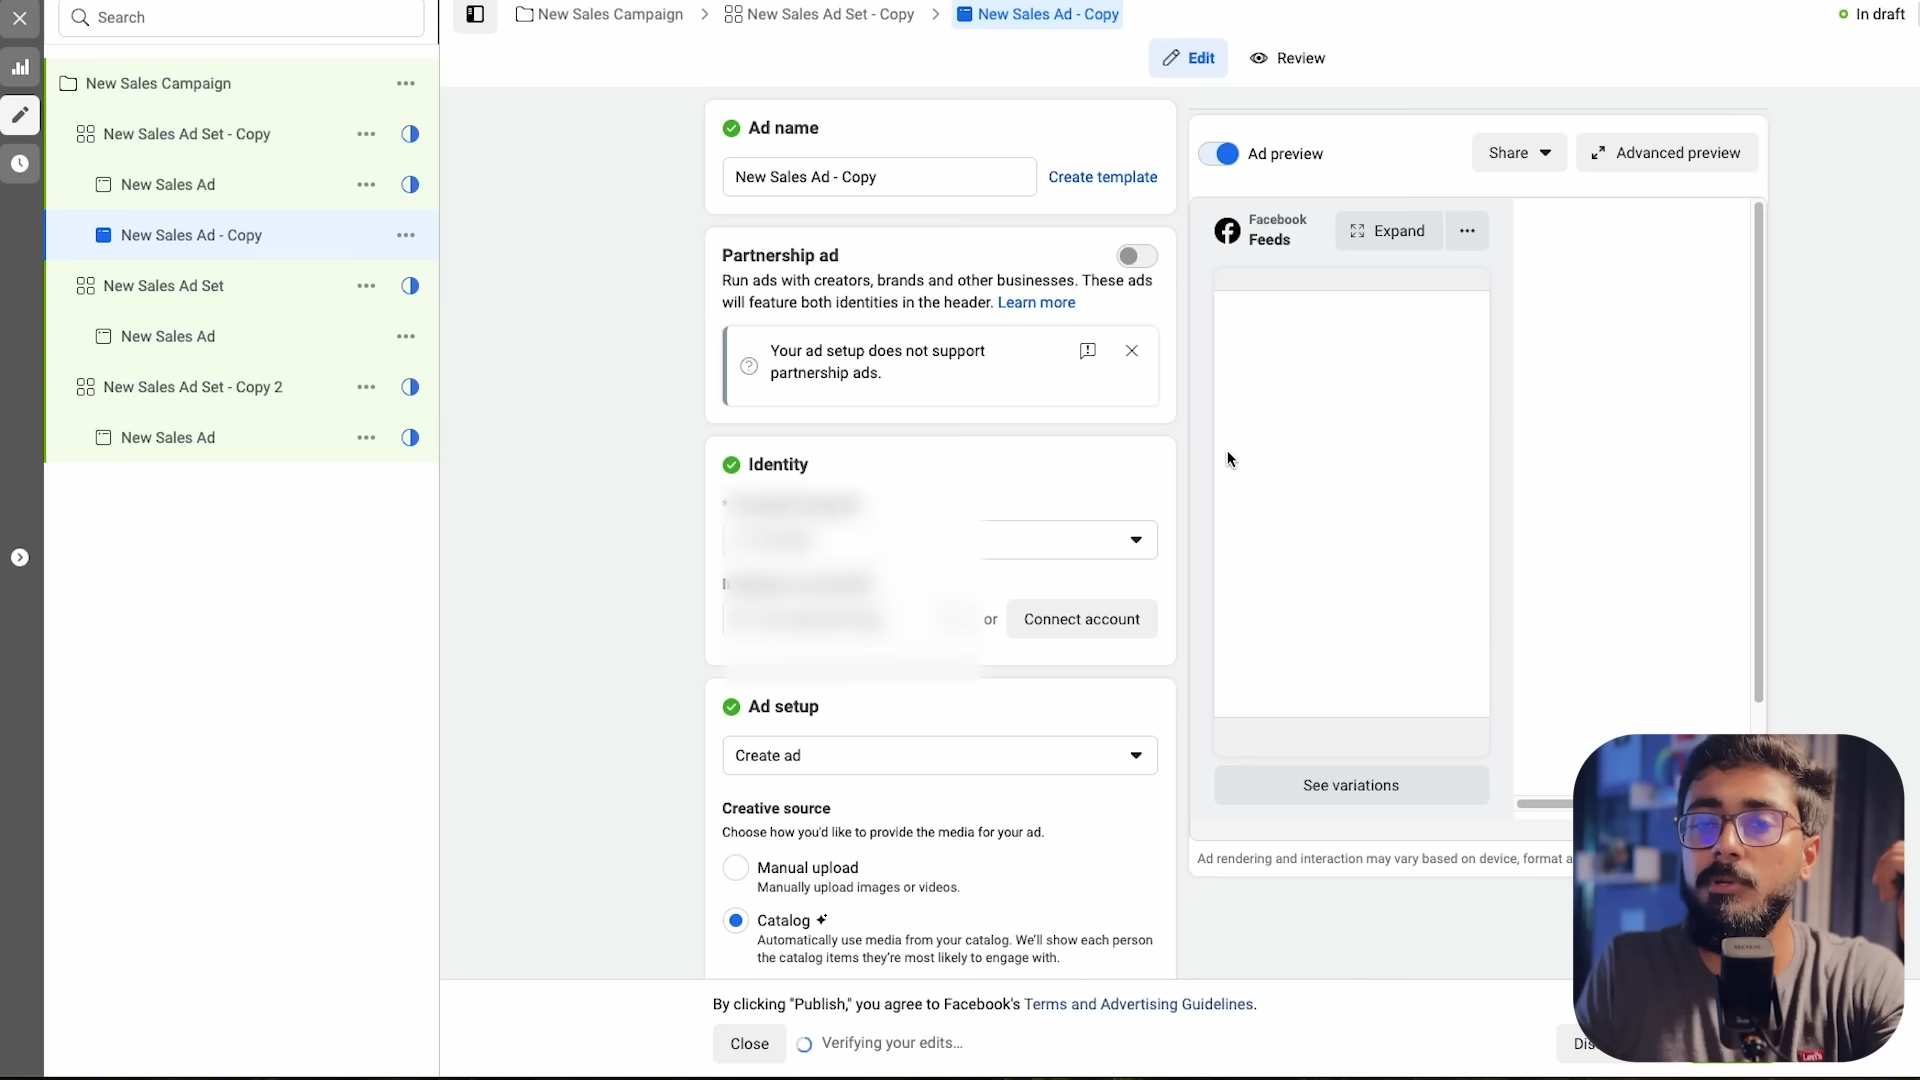 Search
New Sales Campaign
New Sales Ad Set - Copy
New Sales Ad
New Sales Ad - Copy
New Sales Ad Set
New Sales Ad
New Sales Ad Set - Copy 2
New Sales Ad
New Sales Campaign > New Sales Ad Set - Copy > New Sales Ad - Copy
In draft
Edit
Review
Ad name
New Sales Ad - Copy
Create template
Partnership ad
Run ads with creators, brands and other businesses. These ads
will feature both identities in the header. Learn more
Your ad setup does not support
partnership ads.
Identity
or
Connect account
Ad setup
Create ad
Creative source
Choose how you'd like to provide the media for your ad.
Manual upload
Manually upload images or videos.
Catalog
Automatically use media from your catalog. We'll show each person
the catalog items they're most likely to engage with.
Ad preview
Share
Advanced preview
Facebook
Feeds
Expand
See variations
Ad rendering and interaction may vary based on device, format
By clicking "Publish," you agree to Facebook's Terms and Advertising Guidelines.
Close
Verifying your edits...